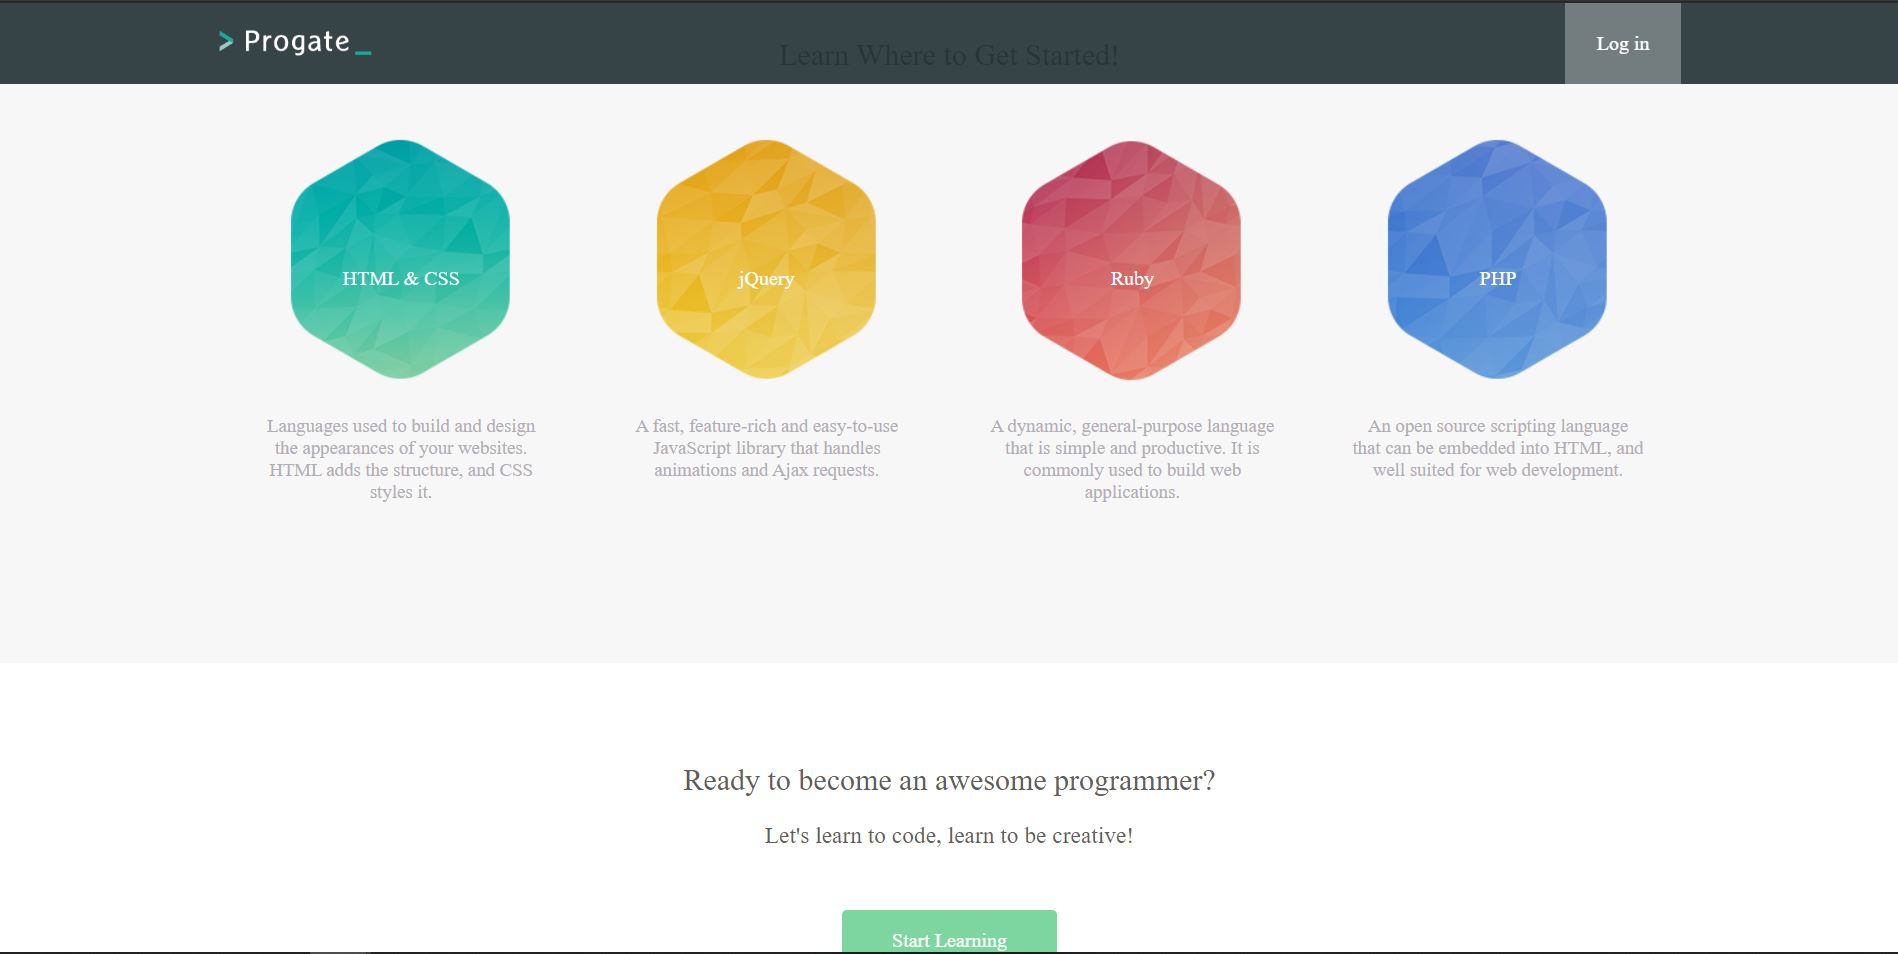 > Progate_
Learn Where to Get Started!
Log in
HTML & CSS
jQuery
Ruby
PHP
Languages used to build and design
the appearances of your websites.
HTML adds the structure, and CSS
styles it.
A fast, feature-rich and easy-to-use
JavaScript library that handles
animations and Ajax requests.
A dynamic, general-purpose language
that is simple and productive. It is
commonly used to build web
applications.
An open source scripting language
that can be embedded into HTML, and
well suited for web development.
Ready to become an awesome programmer?
Let's learn to code, learn to be creative!
Start Learning